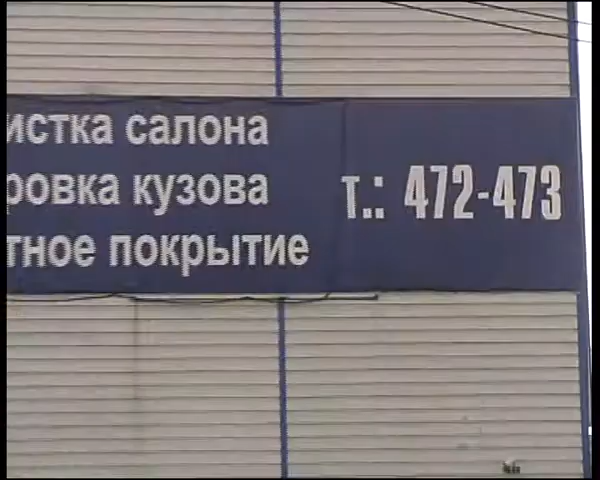 истка салона
ровка кузова
тное покрытие
т.: 472-473